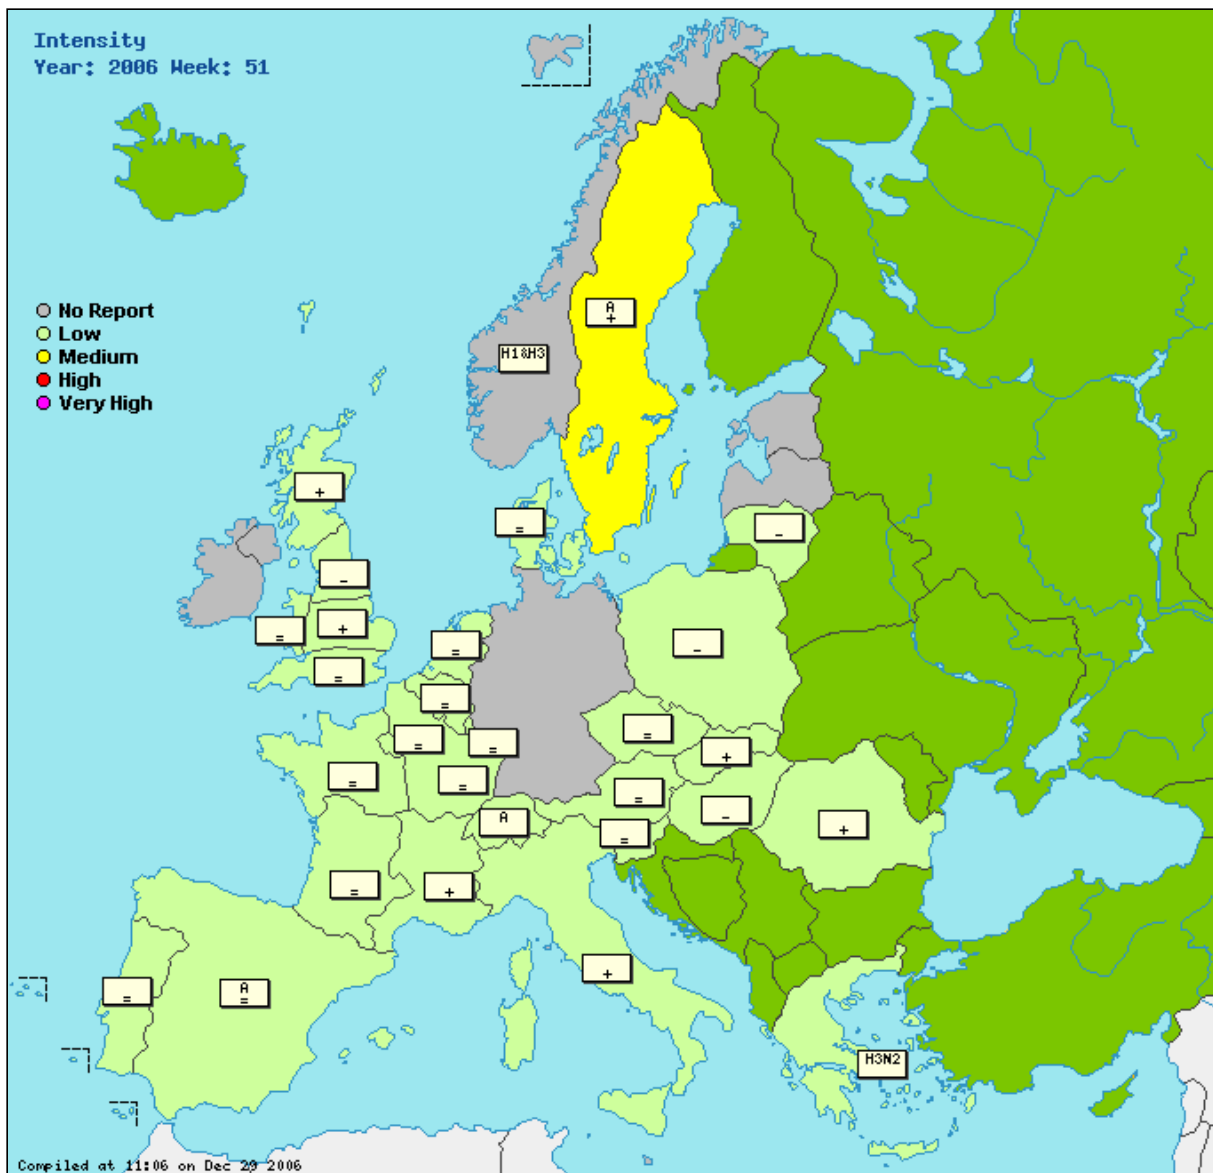 Intensity
Year: 2006 Week: 51
No Report
Low
Medium
High
Very High
A
+
H1&H3
+
=
-
-
=
+
=
=
-
=
=
=
=
+
=
=
=
-
A
=
+
=
+
+
=
A
=
H3N2
Compiled at 11:06 on Dec 29 2006